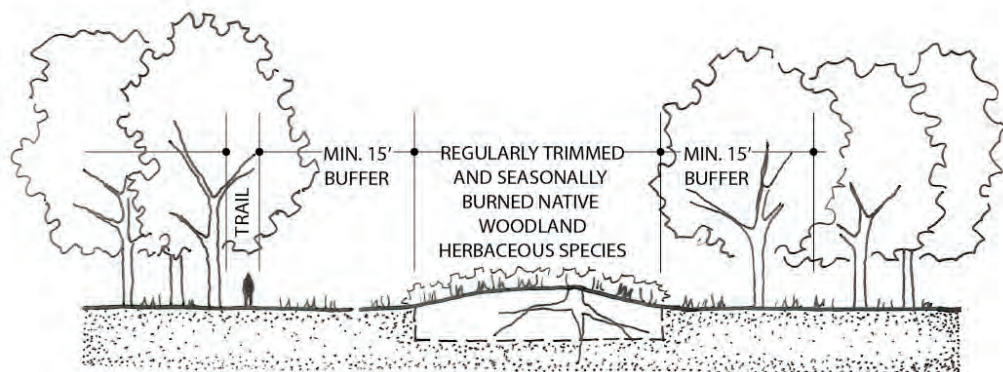 TRAIL
MIN. 15’
BUFFER
REGULARLY TRIMMED
AND SEASONALLY
BURNED NATIVE
WOODLAND
HERBACEOUS SPECIES
MIN. 15’
BUFFER